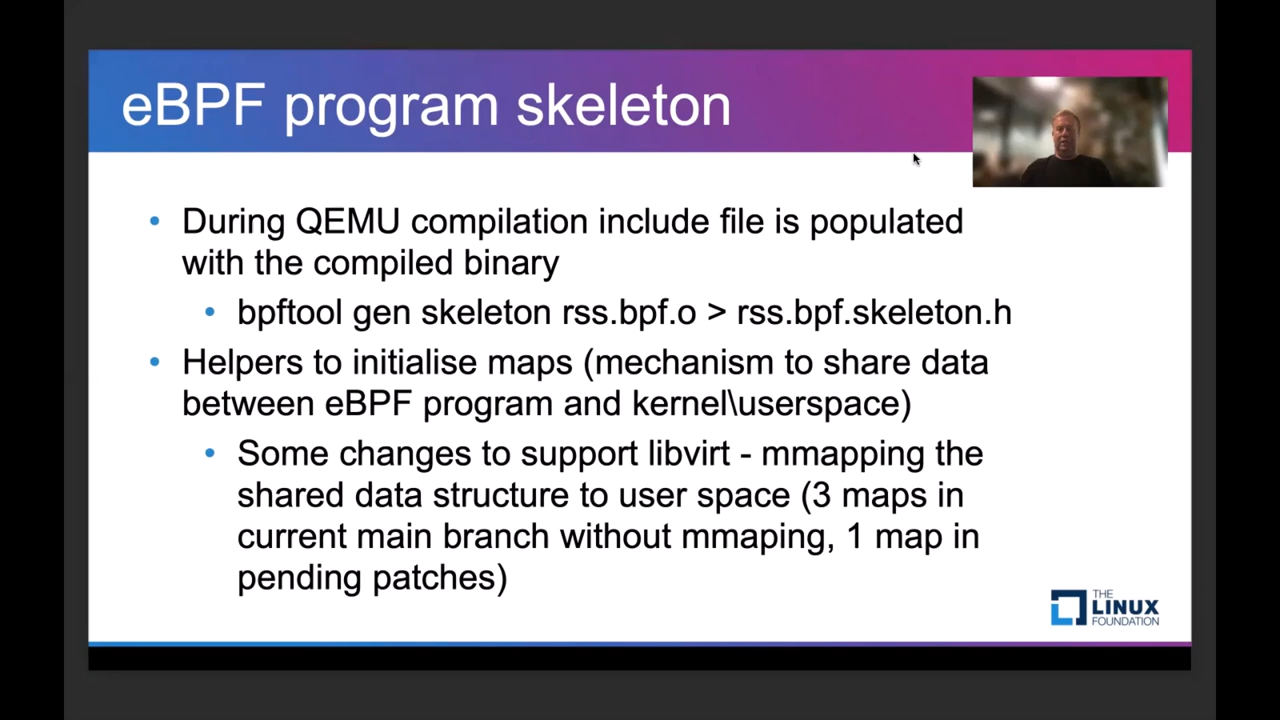 eBPF program skeleton
• During QEMU compilation include file is populated
with the compiled binary
• bpftool gen skeleton rss.bpf.o > rss.bpf.skeleton.h
• Helpers to initialise maps (mechanism to share data
between eBPF program and kernel\userspace)
• Some changes to support libvirt - mmapping the
shared data structure to user space (3 maps in
current main branch without mmaping, 1 map in
pending patches)
THE
LINUX
FOUNDATION